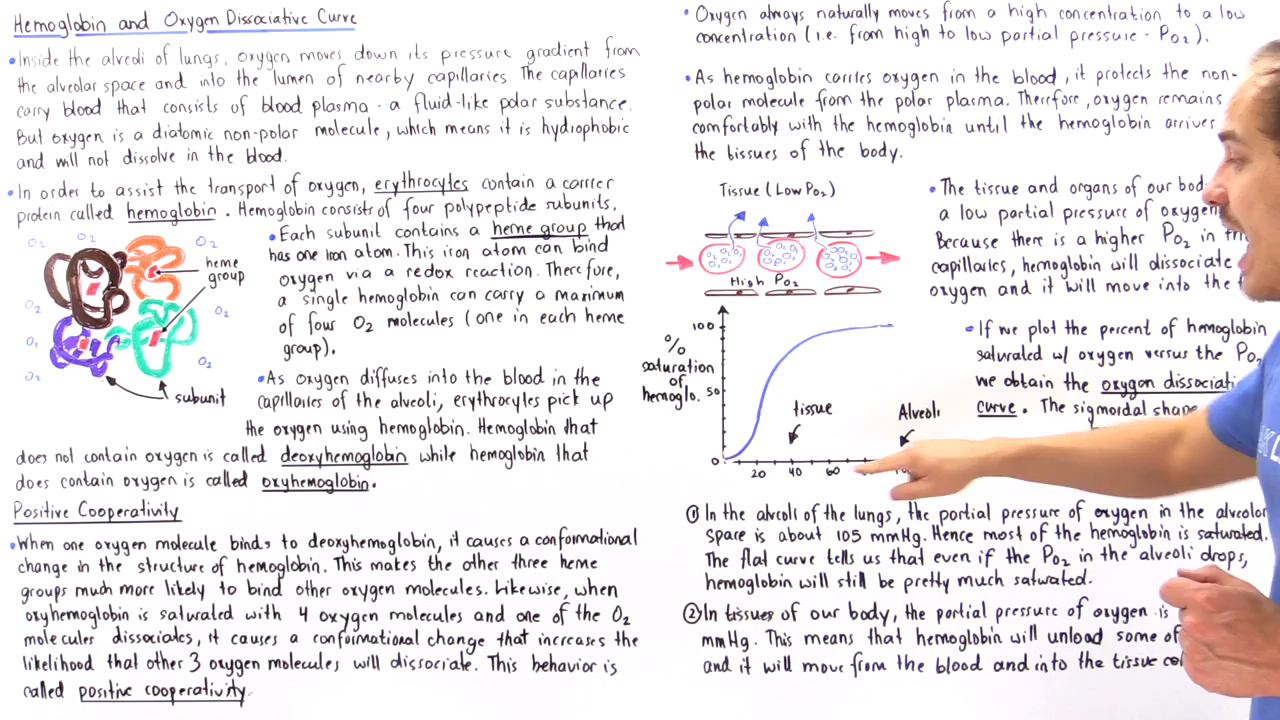 Hemoglobin and Oxygen Dissociative Curve
• Inside the alveoli of lungs, oxygen moves down its pressure gradient from
the alveolar space and into the lumen of nearby capillaries. The capillaries
carry blood that consists of blood plasma - a fluid-like polar substance.
But oxygen is a diatomic non-polar molecule, which means it is hydrophobic
and will not dissolve in the blood.
• In order to assist the transport of oxygen, erythrocytes contain a carrier
protein called hemoglobin. Hemoglobin consists of four polypeptide subunits.
O2 O2 O2
heme
group
O2 O2
O2
O2 O2
subunit
• Each subunit contains a heme group that
has one iron atom. This iron atom can bind
oxygen via a redox reaction. Therefore,
a single hemoglobin can carry a maximum
of four O2 molecules (one in each heme
group).
• As oxygen diffuses into the blood in the
capillaries of the alveoli, erythrocytes pick up
the oxygen using hemoglobin. Hemoglobin that
does not contain oxygen is called deoxyhemoglobin while hemoglobin that
does contain oxygen is called oxyhemoglobin.
Positive Cooperativity
• When one oxygen molecule binds to deoxyhemoglobin, it causes a conformational
change in the structure of hemoglobin. This makes the other three heme
groups much more likely to bind other oxygen molecules. Likewise, when
oxyhemoglobin is saturated with 4 oxygen molecules and one of the O2
molecules dissociates, it causes a conformational change that increases the
likelihood that other 3 oxygen molecules will dissociate. This behavior is
called positive cooperativity.
• Oxygen always naturally moves from a high concentration to a low
concentration (i.e. from high to low partial pressure - PO2).
• As hemoglobin carries oxygen in the blood, it protects the non-
polar molecule from the polar plasma. Therefore, oxygen remains
comfortably with the hemoglobin until the hemoglobin arrives
the tissues of the body.
Tissue (Low PO2)
High PO2
• The tissue and organs of our
a low partial pressure of oxygen
Because there is a higher PO2 in
capillaries, hemoglobin will dissociate
oxygen and it will move into the
100
%
saturation
of 50
hemoglo.
0
tissue
Alveoli
20 40 60
• If we plot the percent of hemoglobin
saturated w/ oxygen versus the PO2
we obtain the oxygen
curve. The sigmoidal
① In the alveoli of the lungs, the partial pressure of oxygen in the alveolar
space is about 105 mmHg. Hence most of the hemoglobin is saturated.
The flat curve tells us that even if the PO2 in the alveoli drops,
hemoglobin will still be pretty much saturated.
② In tissues of our body, the partial pressure of oxygen is
mmHg. This means that hemoglobin will unload some of
and it will move from the blood and into the tissue